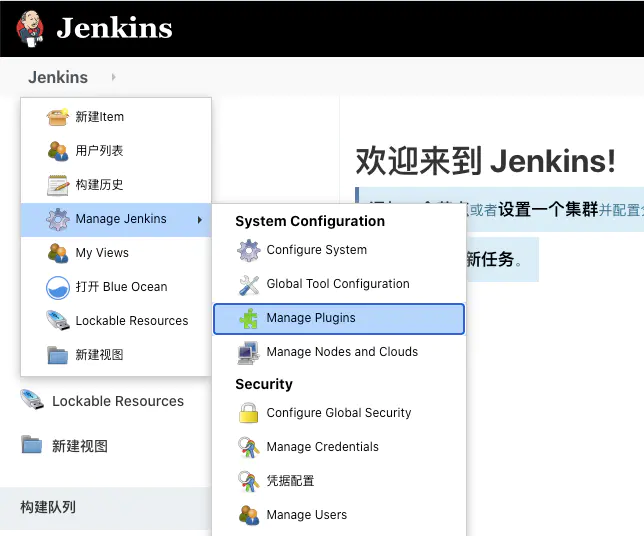 Jenkins
Jenkins
新建Item
用户列表
构建历史
Manage Jenkins
My Views
打开 Blue Ocean
Lockable Resources
新建视图
Lockable Resources
新建视图
构建队列
System Configuration
Configure System
Global Tool Configuration
Manage Plugins
Manage Nodes and Clouds
Security
Configure Global Security
Manage Credentials
凭据配置
Manage Users
欢迎来到 Jenkins!
或者设置一个集群并配置
新任务。